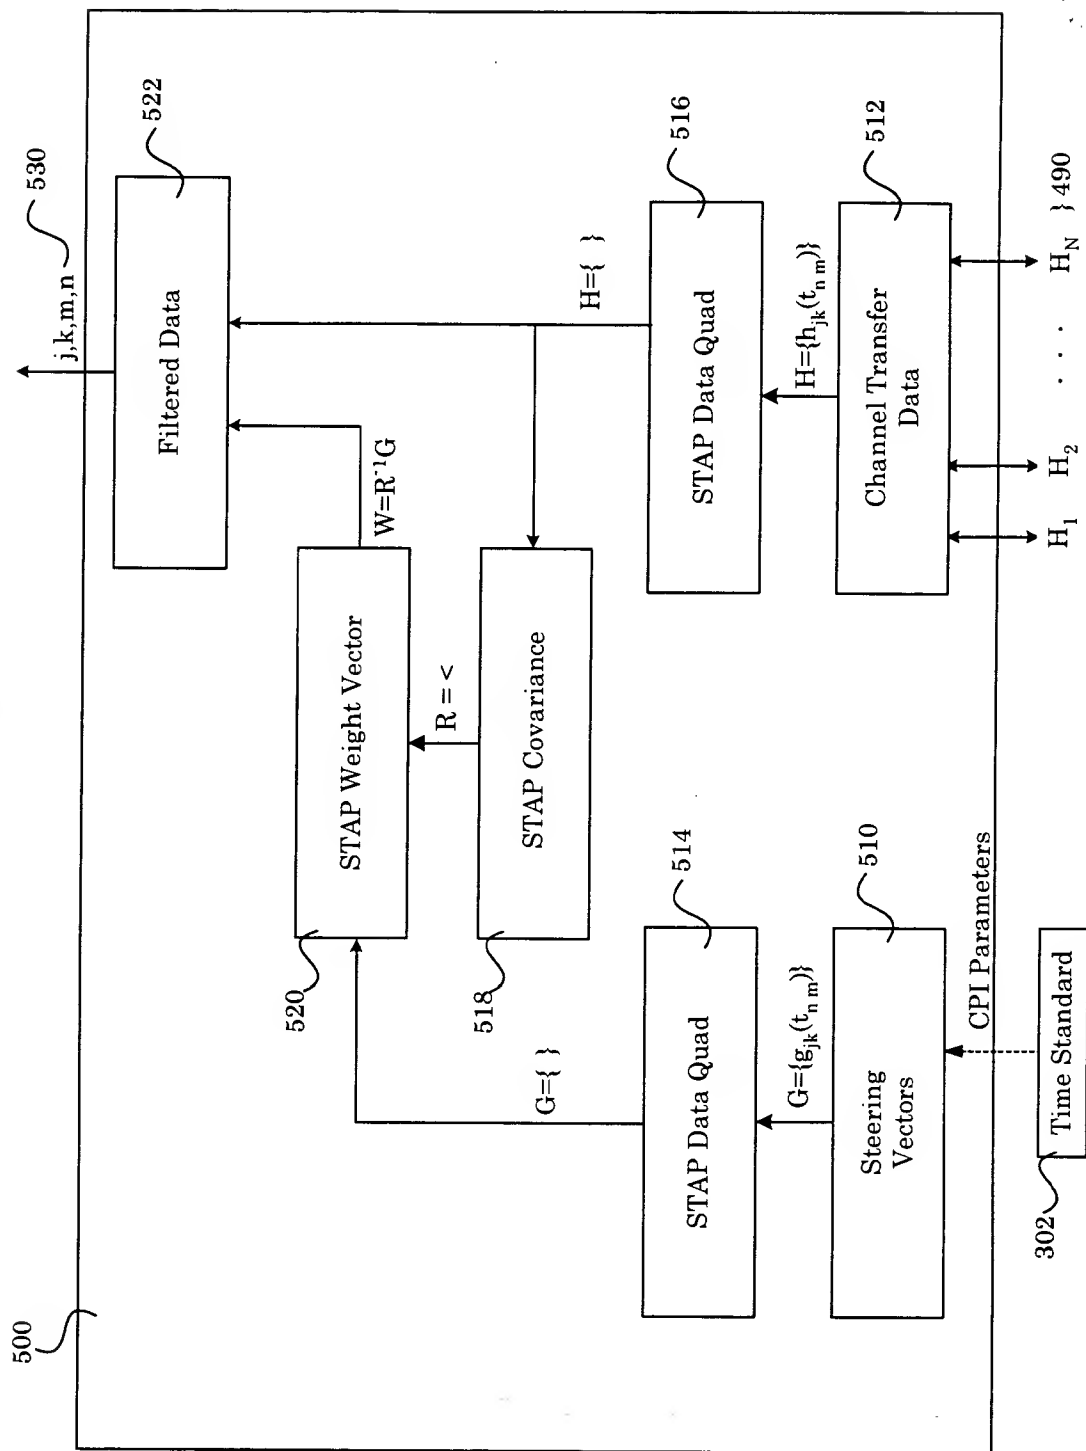 500
530
j,k,m,n
522
Filtered Data
W=R⁻¹G
H={ }
520
STAP Weight Vector
R = <
518
STAP Covariance
G={ }
514
STAP Data Quad
516
STAP Data Quad
G={g_jk(t_n m)}
H={h_jk(t_n m)}
510
Steering
Vectors
512
Channel Transfer
Data
CPI Parameters
302
Time Standard
H₁ H₂ . . . . H_N } 490